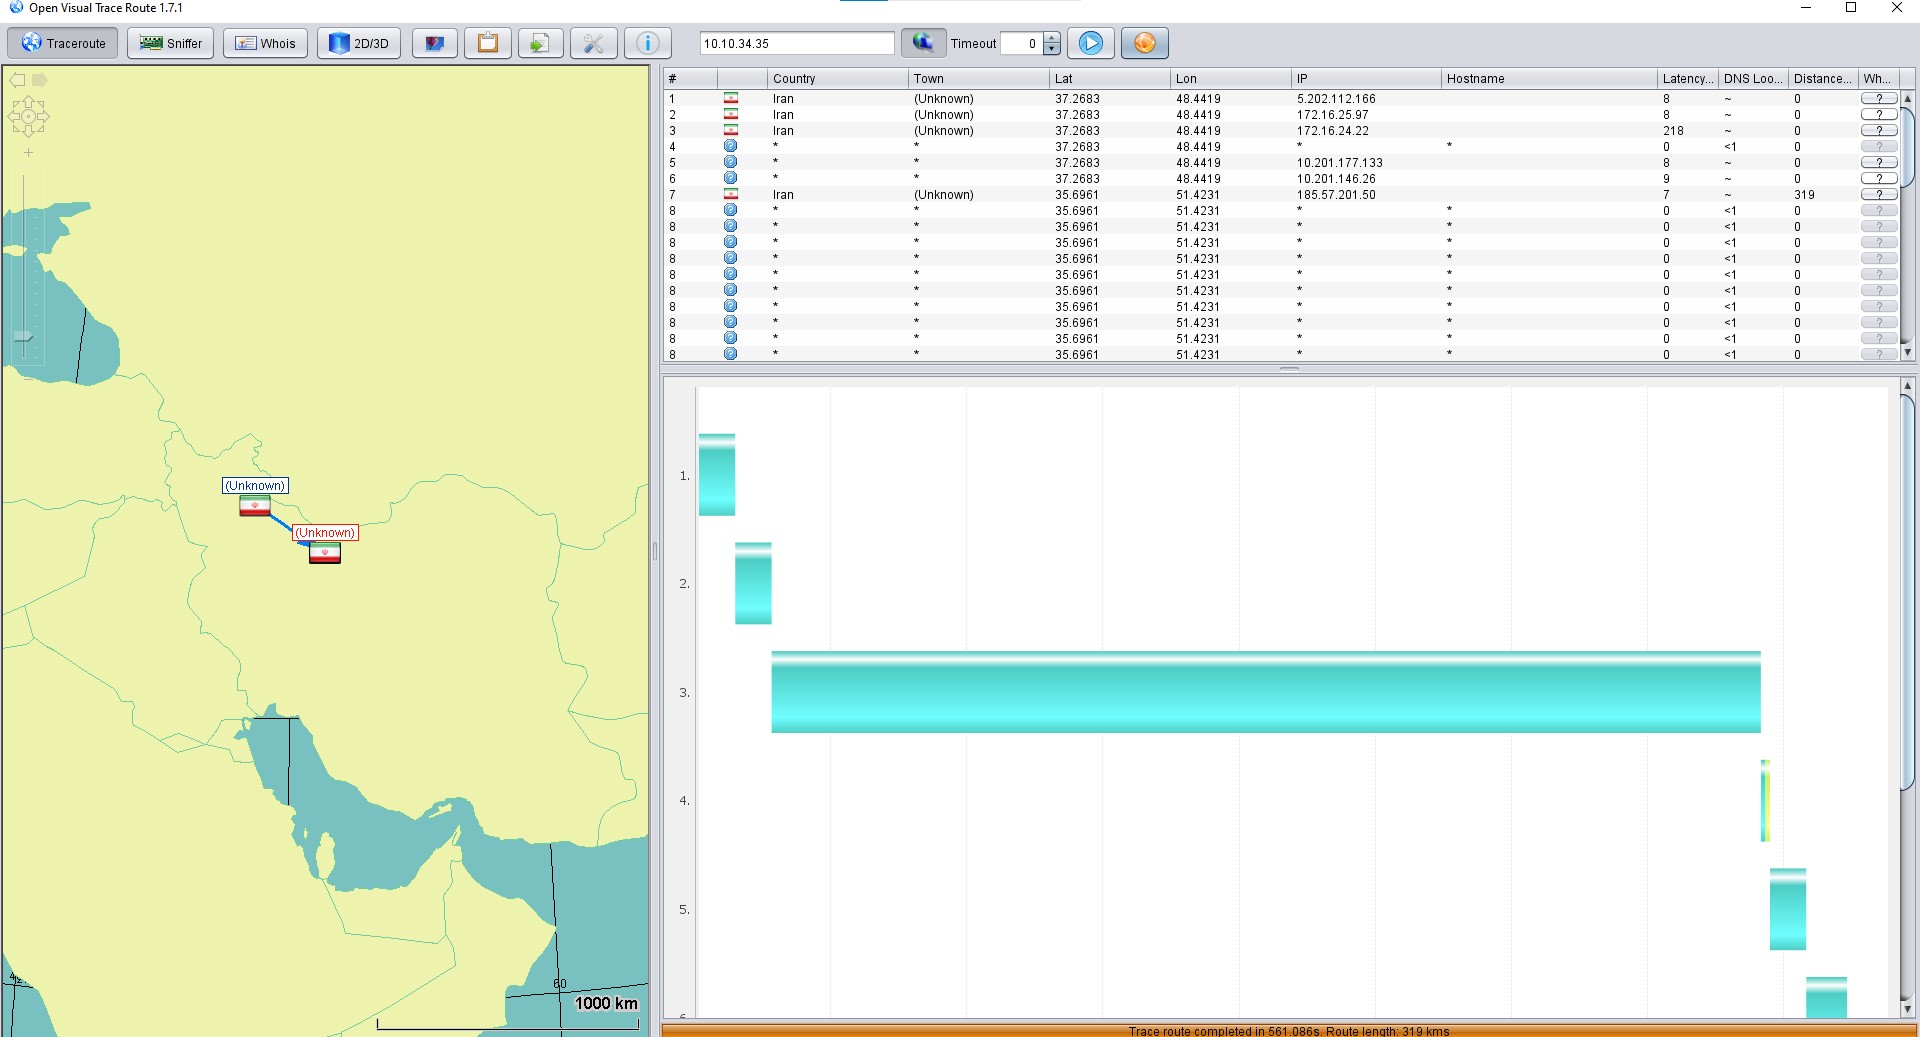 Open Visual Trace Route 1.7.1
Traceroute Sniffer Whois 2D/3D 10.10.34.35 Timeout 0
# Country Town Lat Lon IP Hostname Latency... DNS Loo... Distance... Wh...
1 Iran (Unknown) 37.2683 48.4419 5.202.112.166 8 ~ 0 ?
2 Iran (Unknown) 37.2683 48.4419 172.16.25.97 8 ~ 0 ?
3 Iran (Unknown) 37.2683 48.4419 172.16.24.22 218 ~ 0 ?
4 ? * * 37.2683 48.4419 * * 0 <1 0 ?
5 ? * * 37.2683 48.4419 10.201.177.133 8 ~ 0 ?
6 ? * * 37.2683 48.4419 10.201.146.26 9 ~ 0 ?
7 Iran (Unknown) 35.6961 51.4231 185.57.201.50 7 ~ 319 ?
8 ? * * 35.6961 51.4231 * * 0 <1 0 ?
8 ? * * 35.6961 51.4231 * * 0 <1 0 ?
8 ? * * 35.6961 51.4231 * * 0 <1 0 ?
8 ? * * 35.6961 51.4231 * * 0 <1 0 ?
8 ? * * 35.6961 51.4231 * * 0 <1 0 ?
8 ? * * 35.6961 51.4231 * * 0 <1 0 ?
8 ? * * 35.6961 51.4231 * * 0 <1 0 ?
8 ? * * 35.6961 51.4231 * * 0 <1 0 ?
8 ? * * 35.6961 51.4231 * * 0 <1 0 ?
8 ? * * 35.6961 51.4231 * * 0 <1 0 ?
(Unknown)
(Unknown)
60
1000 km
1.
2.
3.
4.
5.
Trace route completed in 561.086s. Route length: 319 kms